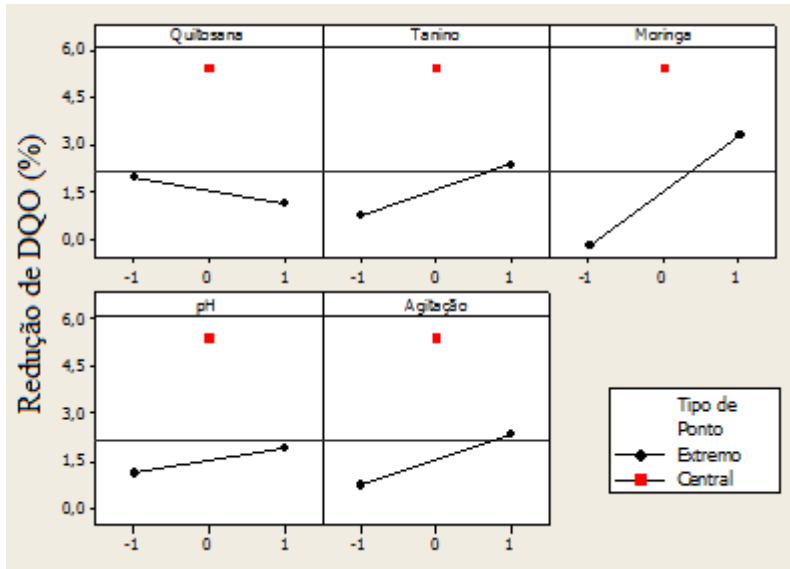 Redução de DQO (%)
Quitosana Tanino Moringa
6,0
4,5
3,0
1,5
0,0
-1 0 1 -1 0 1 -1 0 1
pH Agitação
6,0
4,5
3,0
1,5
0,0
-1 0 1 -1 0 1
Tipo de
Ponto
Extremo
Central